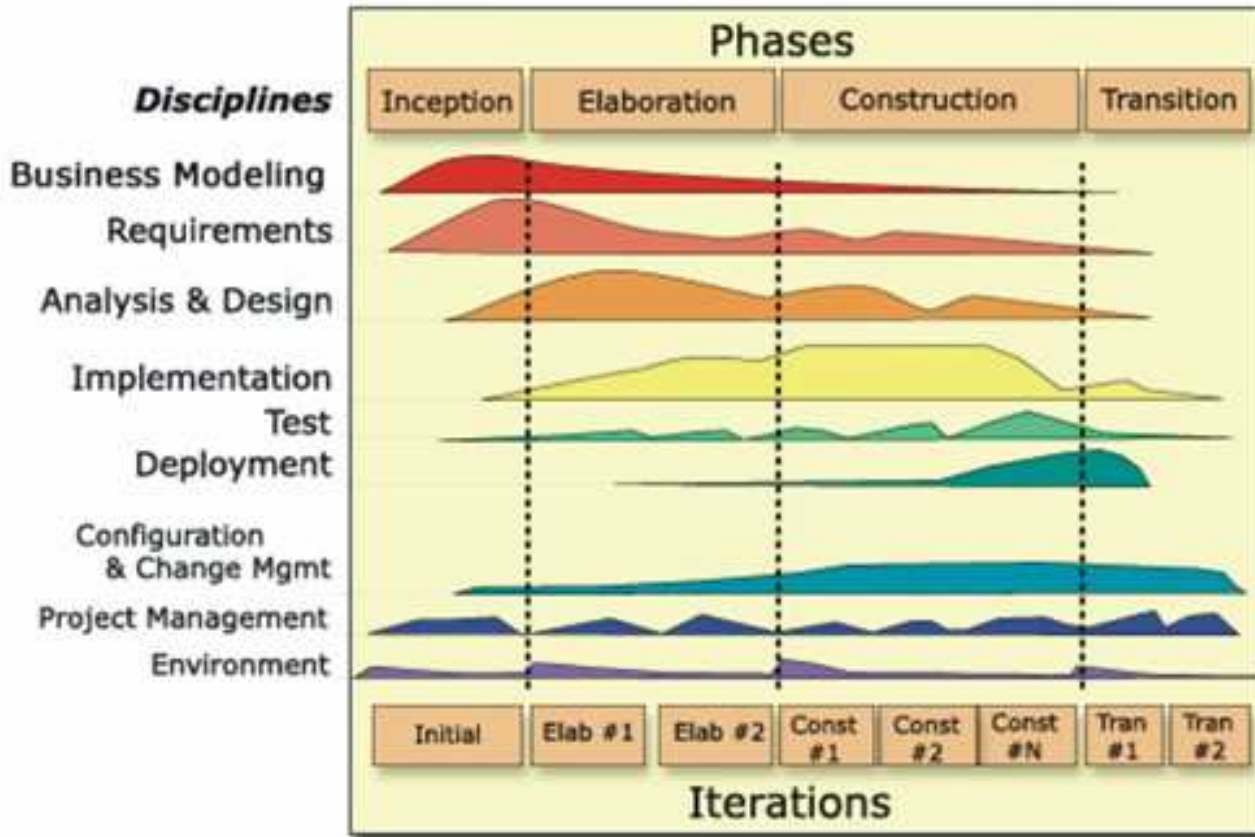 Phases
Disciplines
Inception
Elaboration
Construction
Transition
Business Modeling
Requirements
Analysis & Design
Implementation
Test
Deployment
Configuration
& Change Mgmt
Project Management
Environment
Initial
Elab #1
Elab #2
Const
#1
Const
#2
Const
#N
Tran
#1
Tran
#2
Iterations